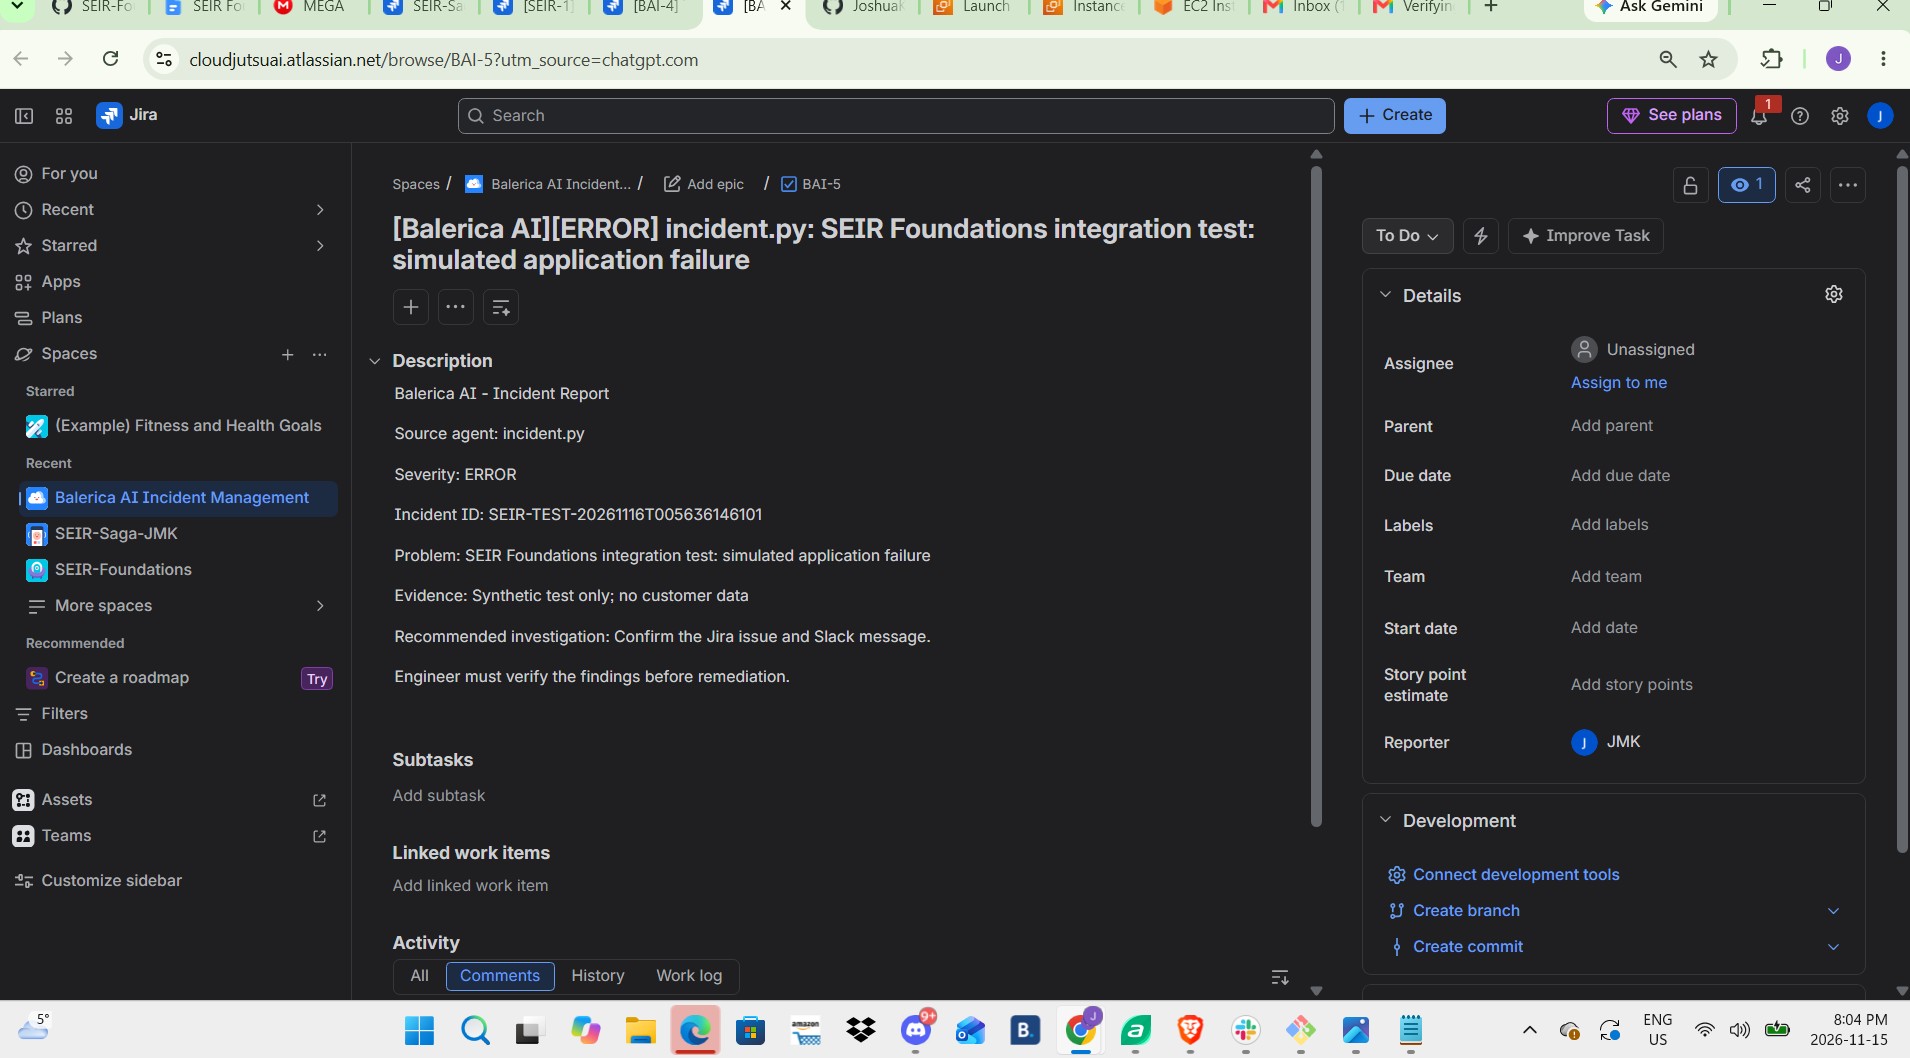 SEIR-Fo
SEIR Fo
MEGA
SEIR-Sa
[SEIR-1]
[BAI-4]
[BA
Joshua
Launch
Instanc
EC2 Inst
Inbox (1
Verifyin
Ask Gemini
cloudjutsuai.atlassian.net/browse/BAI-5?utm_source=chatgpt.com
J
Jira
Search
Create
See plans
1
J
For you
Recent
Starred
Apps
Plans
Spaces
Starred
(Example) Fitness and Health Goals
Recent
Balerica AI Incident Management
SEIR-Saga-JMK
SEIR-Foundations
More spaces
Recommended
Create a roadmap
Try
Filters
Dashboards
Assets
Teams
Customize sidebar
Spaces / Balerica AI Incident... / Add epic / BAI-5
[Balerica AI][ERROR] incident.py: SEIR Foundations integration test:
simulated application failure
Description
Balerica AI - Incident Report
Source agent: incident.py
Severity: ERROR
Incident ID: SEIR-TEST-20261116T005636146101
Problem: SEIR Foundations integration test: simulated application failure
Evidence: Synthetic test only; no customer data
Recommended investigation: Confirm the Jira issue and Slack message.
Engineer must verify the findings before remediation.
Subtasks
Add subtask
Linked work items
Add linked work item
Activity
All
Comments
History
Work log
1
To Do
Improve Task
Details
Assignee
Unassigned
Assign to me
Parent
Add parent
Due date
Add due date
Labels
Add labels
Team
Add team
Start date
Add date
Story point
estimate
Add story points
Reporter
J
JMK
Development
Connect development tools
Create branch
Create commit
5°
amazon
9+
B.
J
a
ENG
US
8:04 PM
2026-11-15